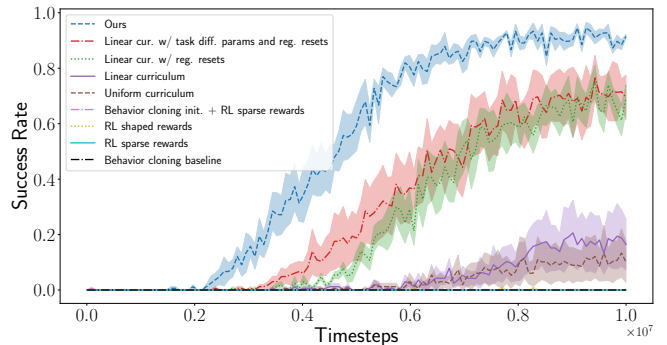 1.0
0.8
0.6
0.4
0.2
0.0
Success Rate
Ours
Linear cur. w/ task diff. params and reg. resets
Linear cur. w/ reg. resets
Linear curriculum
Uniform curriculum
Behavior cloning init. + RL sparse rewards
RL shaped rewards
RL sparse rewards
Behavior cloning baseline
0.0 0.2 0.4 0.6 0.8 1.0
×10⁷
Timesteps